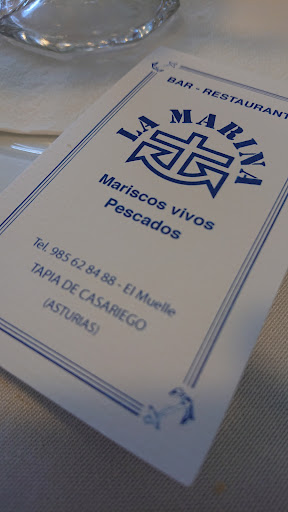 BAR - RESTAURANT
LA MARINA
Mariscos vivos
Pescados
Tel. 985 62 84 88 - El Muelle
TAPIA DE CASARIEGO
(ASTURIAS)